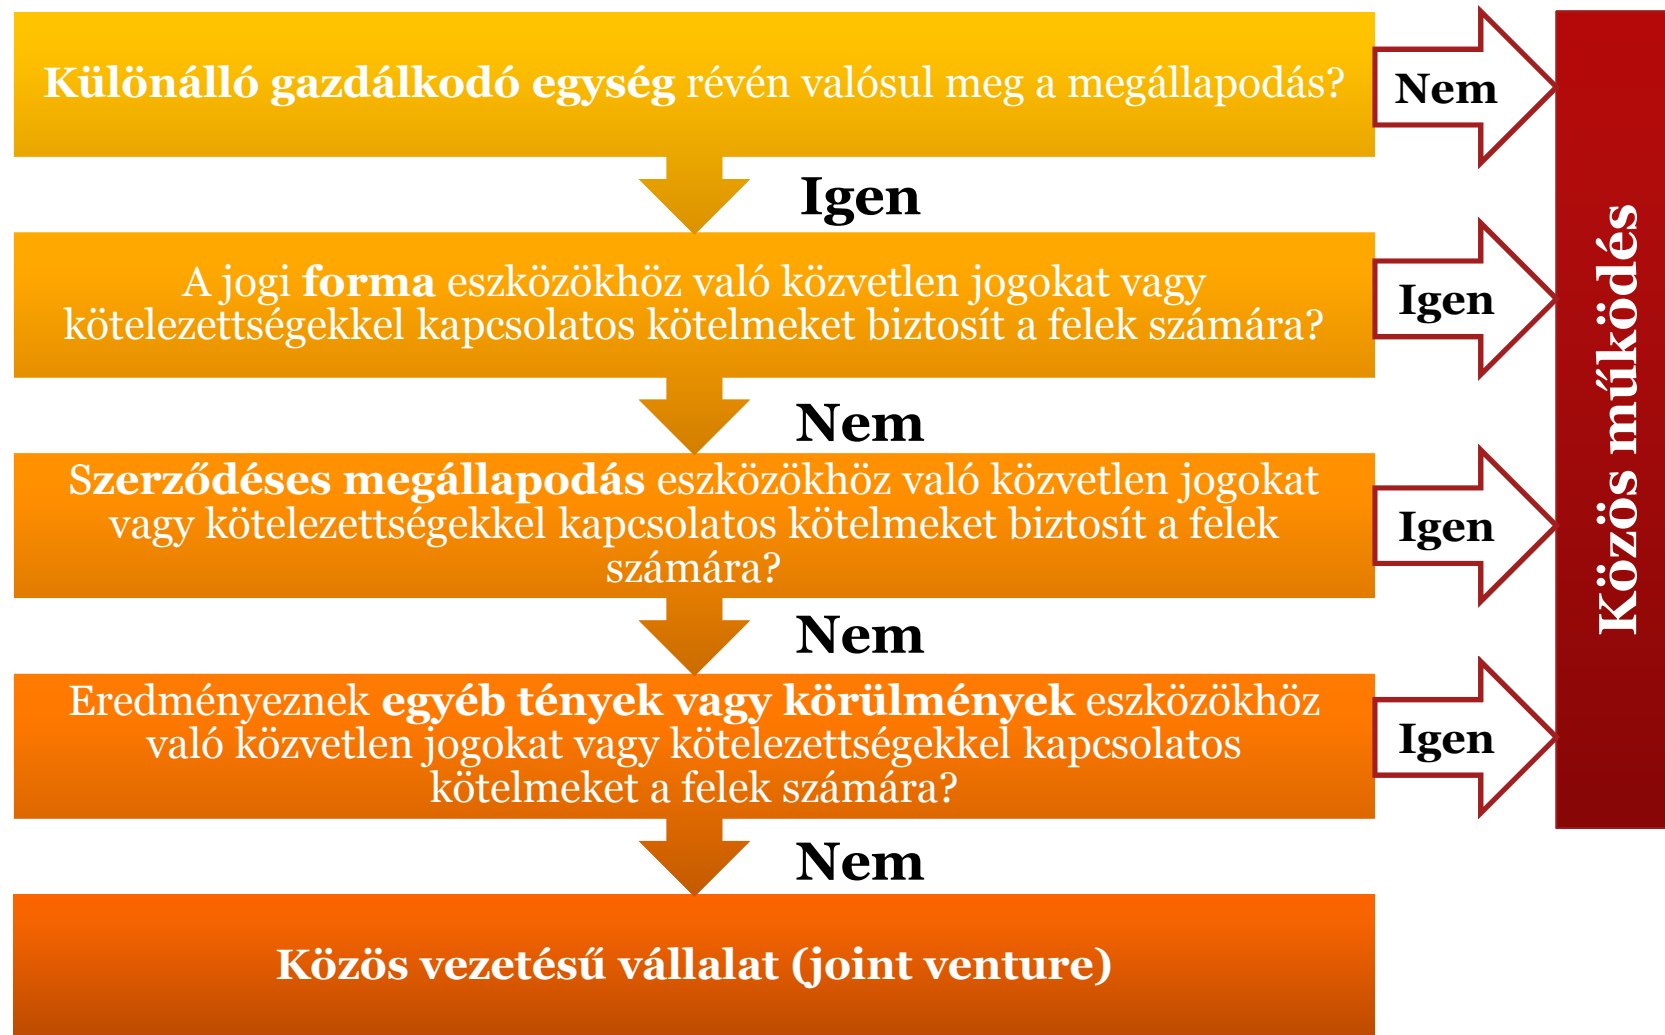 Különálló gazdálkodó egység révén valósul meg a megállapodás?
Nem
Igen
A jogi forma eszközökhöz való közvetlen jogokat vagy
kötelezettségekkel kapcsolatos kötelmeket biztosít a felek számára?
Igen
Nem
Szerződéses megállapodás eszközökhöz való közvetlen jogokat
vagy kötelezettségekkel kapcsolatos kötelmeket biztosít a felek
számára?
Igen
Nem
Eredményeznek egyéb tények vagy körülmények eszközökhöz
való közvetlen jogokat vagy kötelezettségekkel kapcsolatos
kötelmeket a felek számára?
Igen
Nem
Közös vezetésű vállalat (joint venture)
Közös működés